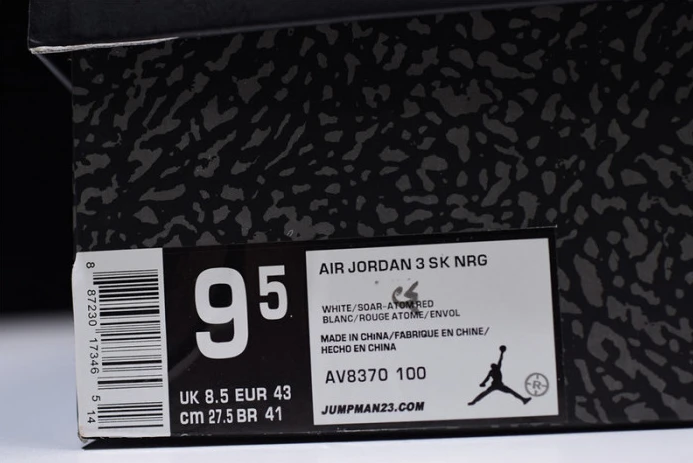 8 87230 17346 5 14
9 5
UK 8.5 EUR 43
cm 27.5 BR 41
AIR JORDAN 3 SK NRG
WHITE/SOAR-ATOM RED
BLANC/ROUGE ATOME/ENVOL
MADE IN CHINA/FABRIQUE EN CHINE/
HECHO EN CHINA
AV8370 100
JUMPMAN23.COM
R